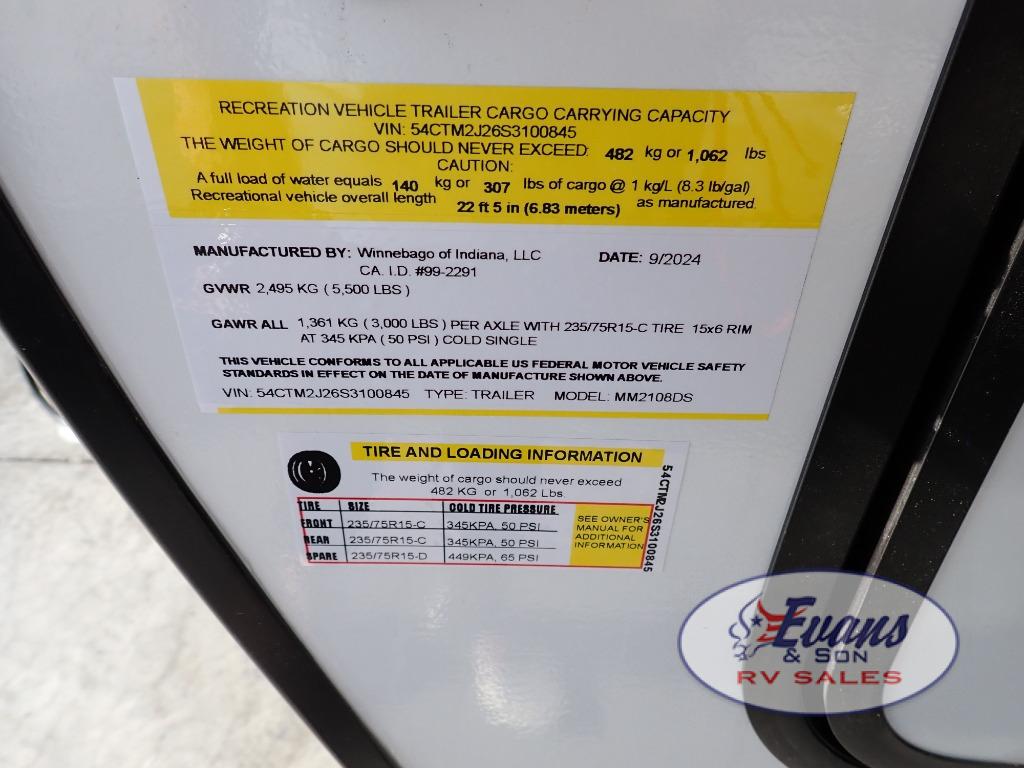 RECREATION VEHICLE TRAILER CARGO CARRYING CAPACITY
VIN: 54CTM2J26S3100845
THE WEIGHT OF CARGO SHOULD NEVER EXCEED: 482 kg or 1,062 lbs
CAUTION:
A full load of water equals 140 kg or 307 lbs of cargo @ 1 kg/L (8.3 lb/gal)
Recreational vehicle overall length 22 ft 5 in (6.83 meters) as manufactured.
MANUFACTURED BY: Winnebago of Indiana, LLC DATE: 9/2024
CA. I.D. #99-2291
GVWR 2,495 KG ( 5,500 LBS )
GAWR ALL 1,361 KG ( 3,000 LBS ) PER AXLE WITH 235/75R15-C TIRE 15x6 RIM
AT 345 KPA ( 50 PSI ) COLD SINGLE
THIS VEHICLE CONFORMS TO ALL APPLICABLE US FEDERAL MOTOR VEHICLE SAFETY
STANDARDS IN EFFECT ON THE DATE OF MANUFACTURE SHOWN ABOVE.
VIN: 54CTM2J26S3100845 TYPE: TRAILER MODEL: MM2108DS
TIRE AND LOADING INFORMATION
The weight of cargo should never exceed
482 KG or 1,062 Lbs.
TIRE SIZE COLD TIRE PRESSURE
FRONT 235/75R15-C 345KPA, 50 PSI
REAR 235/75R15-C 345KPA, 50 PSI
SPARE 235/75R15-D 449KPA, 65 PSI
SEE OWNER'S
MANUAL FOR
ADDITIONAL
INFORMATION
54CTM2J26S3100845
Evans
& SON
RV SALES